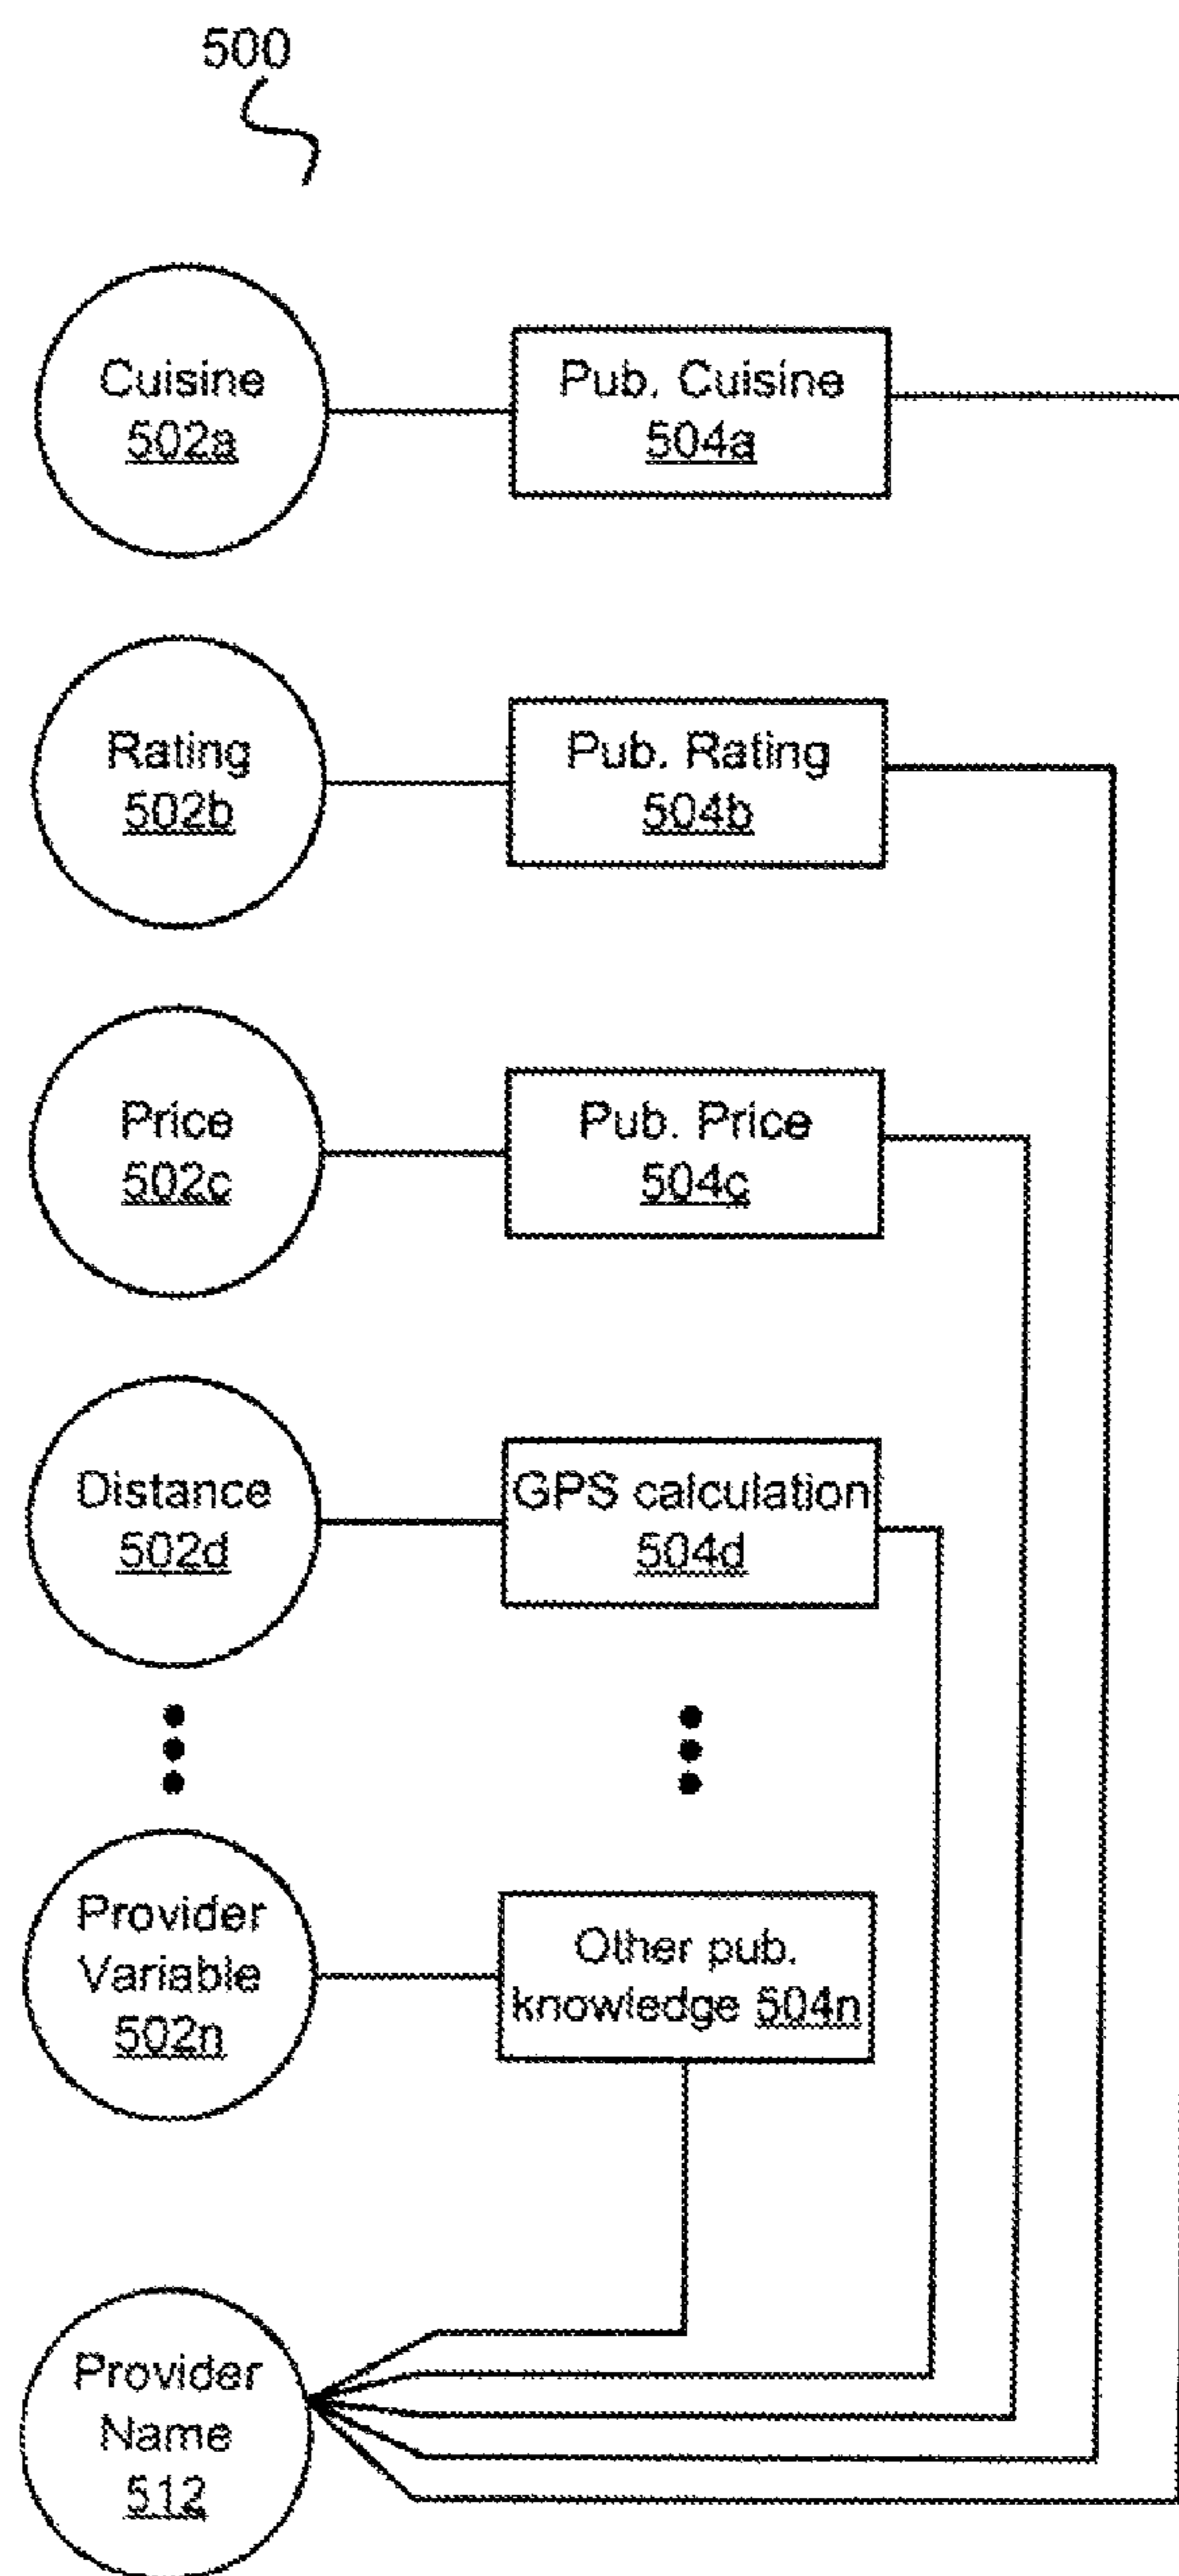 500
Cuisine
502a
Pub. Cuisine
504a
Rating
502b
Pub. Rating
504b
Price
502c
Pub. Price
504c
Distance
502d
GPS calculation
504d
Provider
Variable
502n
Other pub.
knowledge 504n
Provider
Name
512